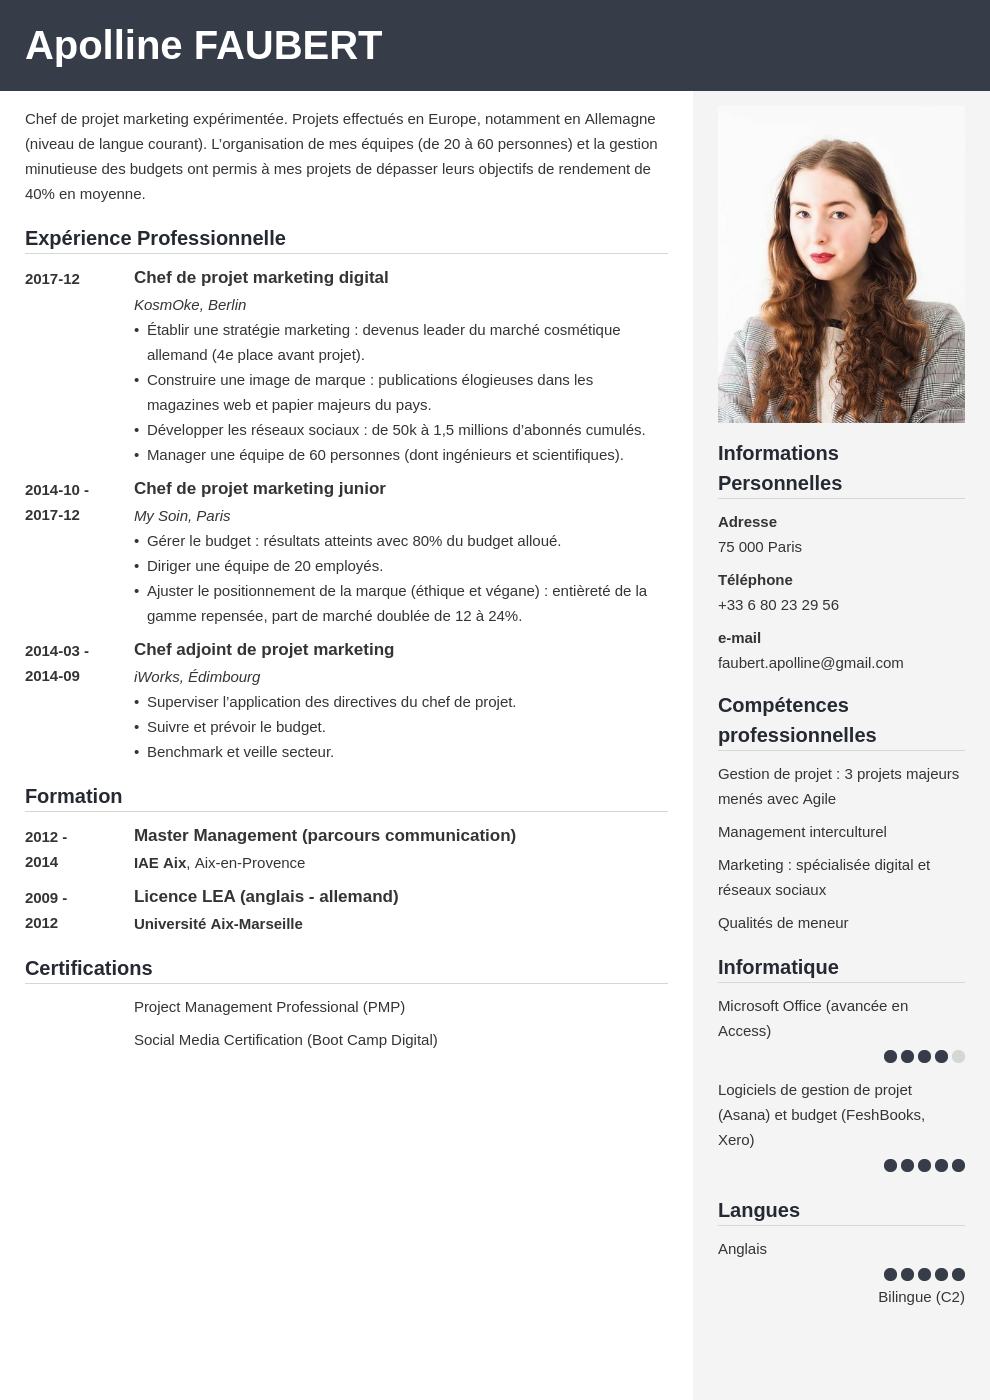 Apolline FAUBERT
Chef de projet marketing expérimentée. Projets effectués en Europe, notamment en Allemagne
(niveau de langue courant). L’organisation de mes équipes (de 20 à 60 personnes) et la gestion
minutieuse des budgets ont permis à mes projets de dépasser leurs objectifs de rendement de
40% en moyenne.
Expérience Professionnelle
2017-12
Chef de projet marketing digital
KosmOke, Berlin
• Établir une stratégie marketing : devenus leader du marché cosmétique
allemand (4e place avant projet).
• Construire une image de marque : publications élogieuses dans les
magazines web et papier majeurs du pays.
• Développer les réseaux sociaux : de 50k à 1,5 millions d’abonnés cumulés.
• Manager une équipe de 60 personnes (dont ingénieurs et scientifiques).
2014-10 -
2017-12
Chef de projet marketing junior
My Soin, Paris
• Gérer le budget : résultats atteints avec 80% du budget alloué.
• Diriger une équipe de 20 employés.
• Ajuster le positionnement de la marque (éthique et végane) : entièreté de la
gamme repensée, part de marché doublée de 12 à 24%.
2014-03 -
2014-09
Chef adjoint de projet marketing
iWorks, Édimbourg
• Superviser l’application des directives du chef de projet.
• Suivre et prévoir le budget.
• Benchmark et veille secteur.
Formation
2012 -
2014
Master Management (parcours communication)
IAE Aix, Aix-en-Provence
2009 -
2012
Licence LEA (anglais - allemand)
Université Aix-Marseille
Certifications
Project Management Professional (PMP)
Social Media Certification (Boot Camp Digital)
Informations
Personnelles
Adresse
75 000 Paris
Téléphone
+33 6 80 23 29 56
e-mail
faubert.apolline@gmail.com
Compétences
professionnelles
Gestion de projet : 3 projets majeurs
menés avec Agile
Management interculturel
Marketing : spécialisée digital et
réseaux sociaux
Qualités de meneur
Informatique
Microsoft Office (avancée en
Access)
Logiciels de gestion de projet
(Asana) et budget (FeshBooks,
Xero)
Langues
Anglais
Bilingue (C2)